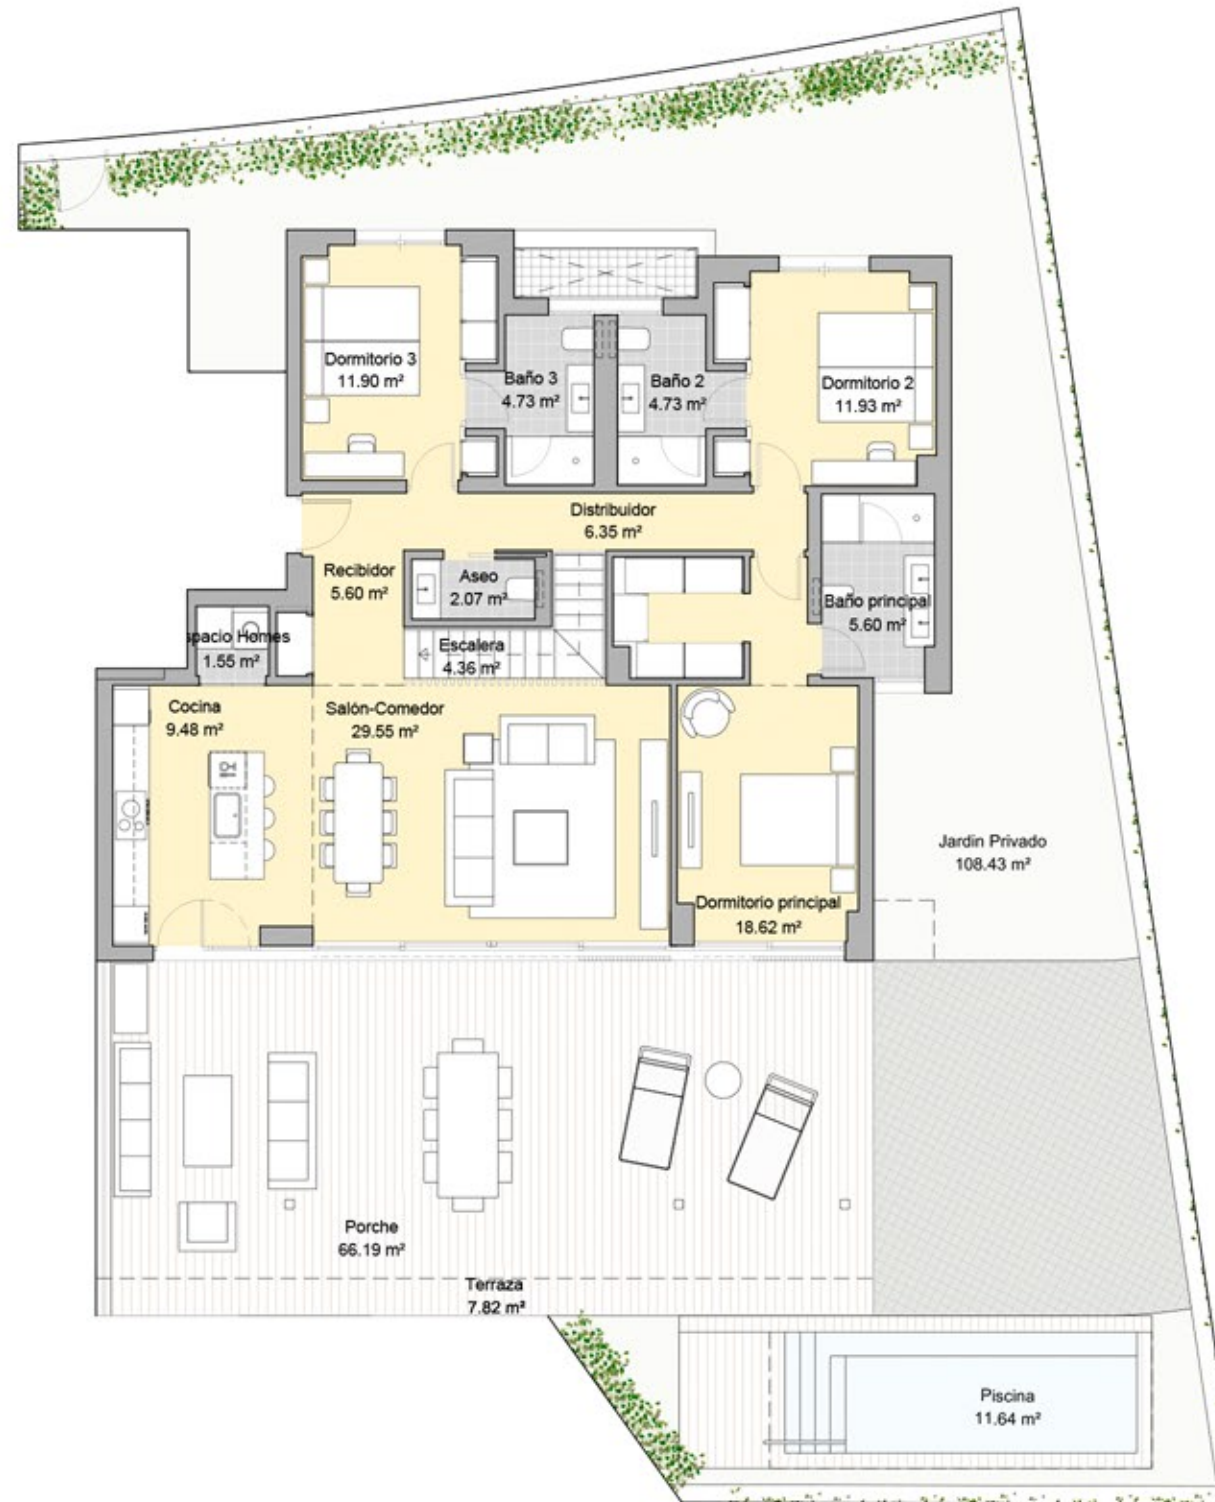 Dormitorio 3
11.90 m²
Baño 3
4.73 m²
Baño 2
4.73 m²
Dormitorio 2
11.93 m²
Distribuidor
6.35 m²
Recibidor
5.60 m²
Aseo
2.07 m²
Baño principal
5.60 m²
spacio Homes
1.55 m²
Escalera
4.36 m²
Cocina
9.48 m²
Salón-Comedor
29.55 m²
Jardin Privado
108.43 m²
Dormitorio principal
18.62 m²
Porche
66.19 m²
Terraza
7.82 m²
Piscina
11.64 m²